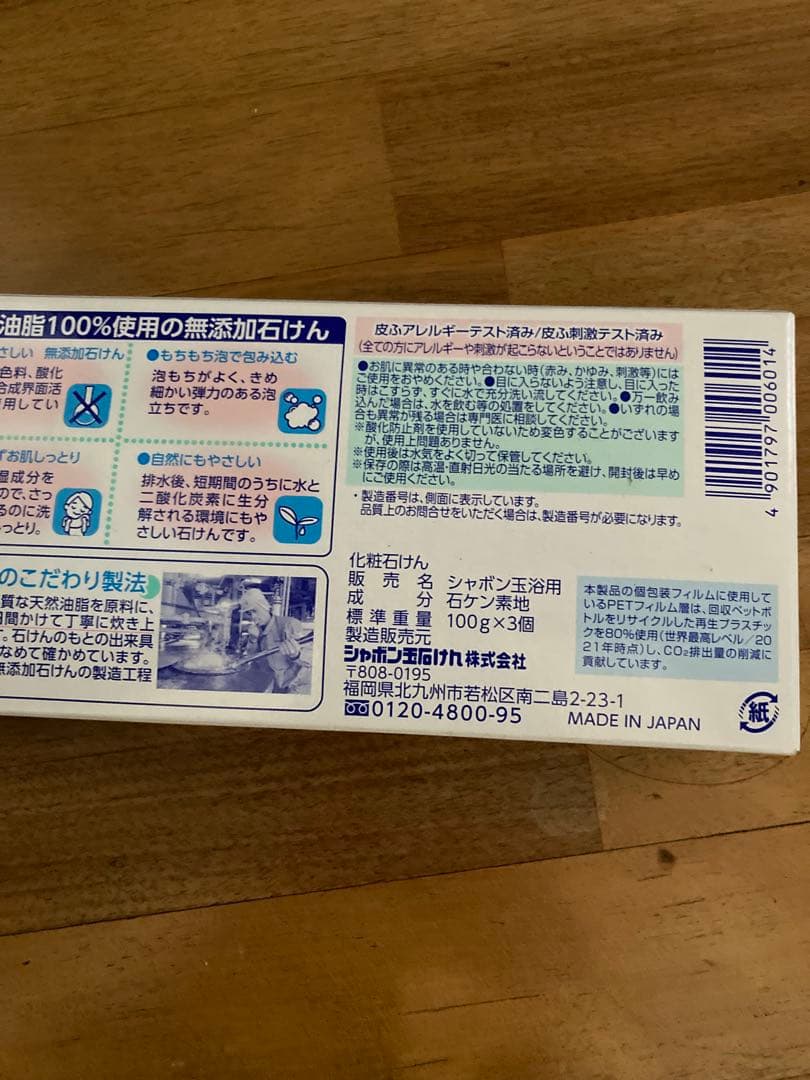 油脂100%使用の無添加石けん
さしい 無添加石けん
色料、酸化
合成界面活
用してい
●もちもち泡で包み込む
泡もちがよく、きめ
細かい弾力のある泡
立ちです。
ずお肌しっとり
湿成分を
ので、さっ
るのに洗
っとり。
●自然にもやさしい
排水後、短期間のうちに水と
二酸化炭素に生分
解される環境にもや
さしい石けんです。
のこだわり製法
質な天然油脂を原料に、
日間かけて丁寧に炊き上
す。石けんのもとの出来具
なめて確かめています。
無添加石けんの製造工程
皮ふアレルギーテスト済み/皮ふ刺激テスト済み
(全ての方にアレルギーや刺激が起こらないということではありません)
●お肌に異常のある時や合わない時(赤み、かゆみ、刺激等)には
ご使用をおやめください。●目に入らないよう注意し、目に入った
時はこすらず、すぐに水で充分洗い流してください。●万一飲み
込んだ場合は、水を飲む等の処置をしてください。●いずれの場
合も異常が残る場合は専門医に相談してください。
※酸化防止剤を使用していないため変色することがございます
が、使用上問題ありません。
※使用後は水気をよく切って保管してください。
※保存の際は高温・直射日光の当たる場所を避け、開封後は早め
にご使用ください。
・製造番号は、側面に表示しています。
品質上のお問合せをいただく場合は、製造番号が必要になります。
4 901797 006014
化粧石けん
販売名 シャボン玉浴用
成分 石ケン素地
標準重量 100g×3個
製造販売元
シャボン玉石けん株式会社
〒808-0195
福岡県北九州市若松区南二島2-23-1
0120-4800-95
MADE IN JAPAN
本製品の個包装フィルムに使用して
いるPETフィルム層は、回収ペットボ
トルをリサイクルした再生プラスチッ
クを80%使用(世界最高レベル/20
21年時点)し、CO₂排出量の削減に
貢献しています。
紙